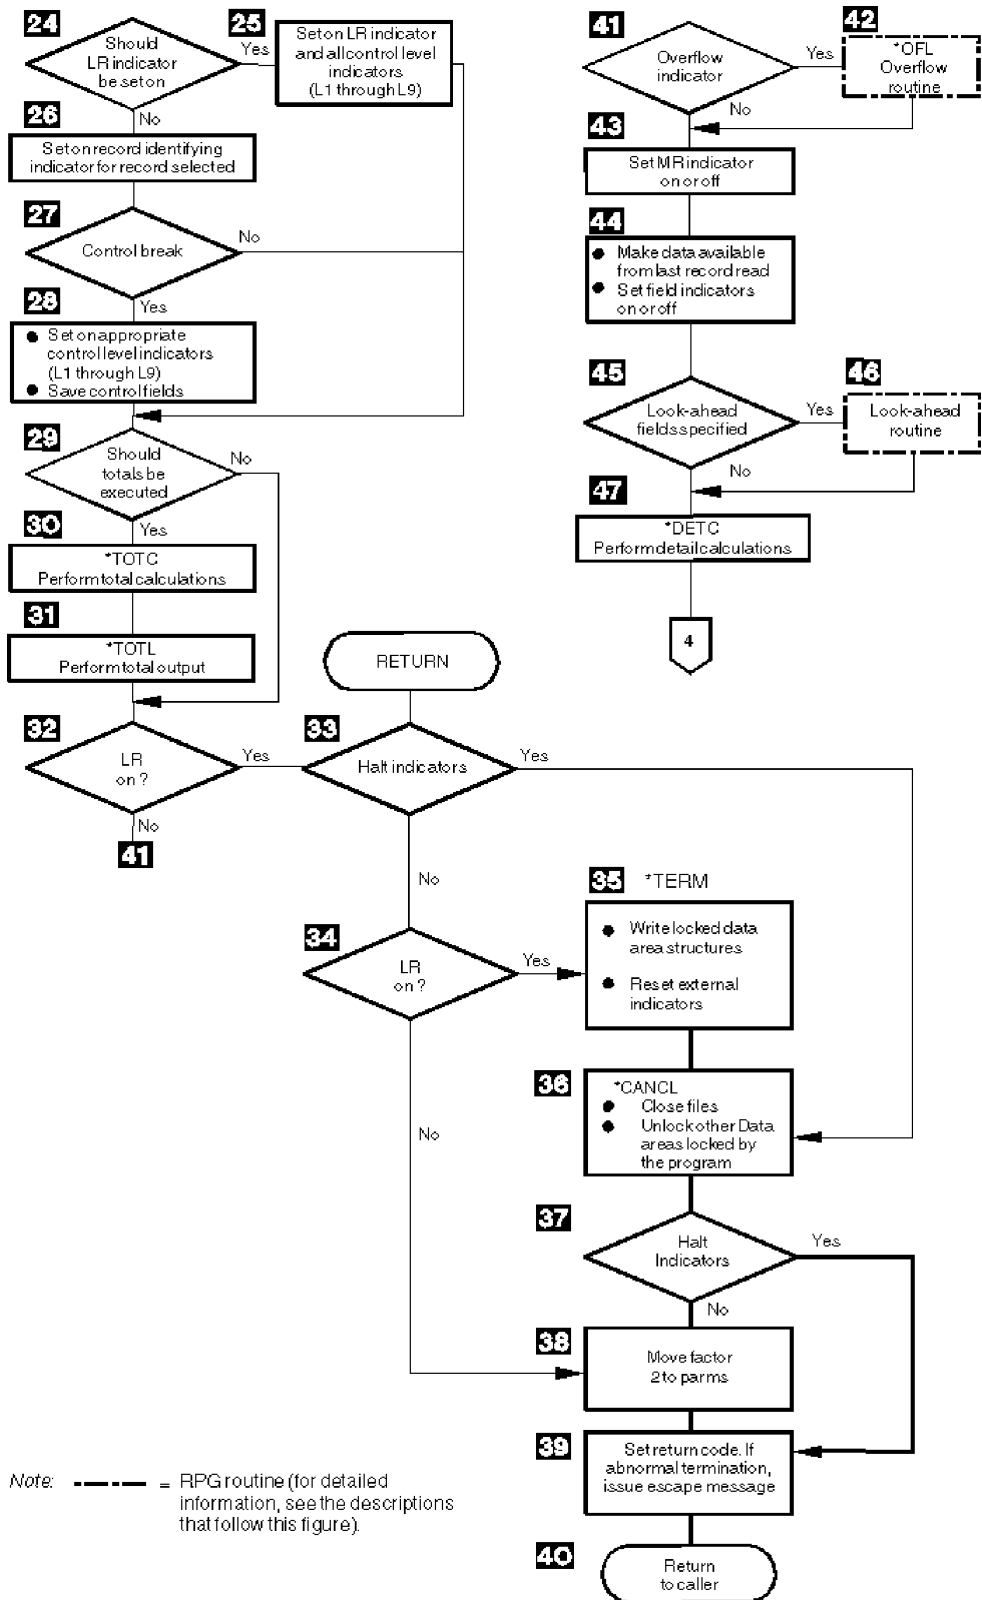 24
Should
LR indicator
be set on
Yes
No
25
Set on LR indicator
and all control level
indicators
(L1 through L9)
26
Set on record identifying
indicator for record selected
27
Control break
No
Yes
28
● Set on appropriate
control level indicators
(L1 through L9)
● Save control fields
29
Should
totals be
executed
No
Yes
30
*TOTC
Perform total calculations
31
*TOTL
Perform total output
32
LR
on ?
Yes
No
41
RETURN
33
Halt indicators
Yes
No
34
LR
on ?
Yes
No
35 *TERM
● Write locked data
area structures
● Reset external
indicators
36
*CANCL
● Close files
● Unlock other Data
areas locked by
the program
37
Halt
Indicators
Yes
No
38
Move factor
2 to parms
39
Set return code. If
abnormal termination,
issue escape message
40
Return
to caller
41
Overflow
indicator
Yes
No
42
*OFL
Overflow
routine
43
Set MR indicator
on or off
44
● Make data available
from last record read
● Set field indicators
on or off
45
Look-ahead
fields specified
Yes
No
46
Look-ahead
routine
47
*DETC
Perform detail calculations
4
Note: = RPG routine (for detailed
information, see the descriptions
that follow this figure).